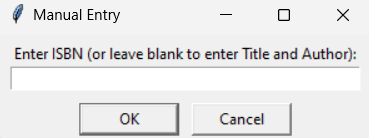 Manual Entry
Enter ISBN (or leave blank to enter Title and Author):
OK
Cancel